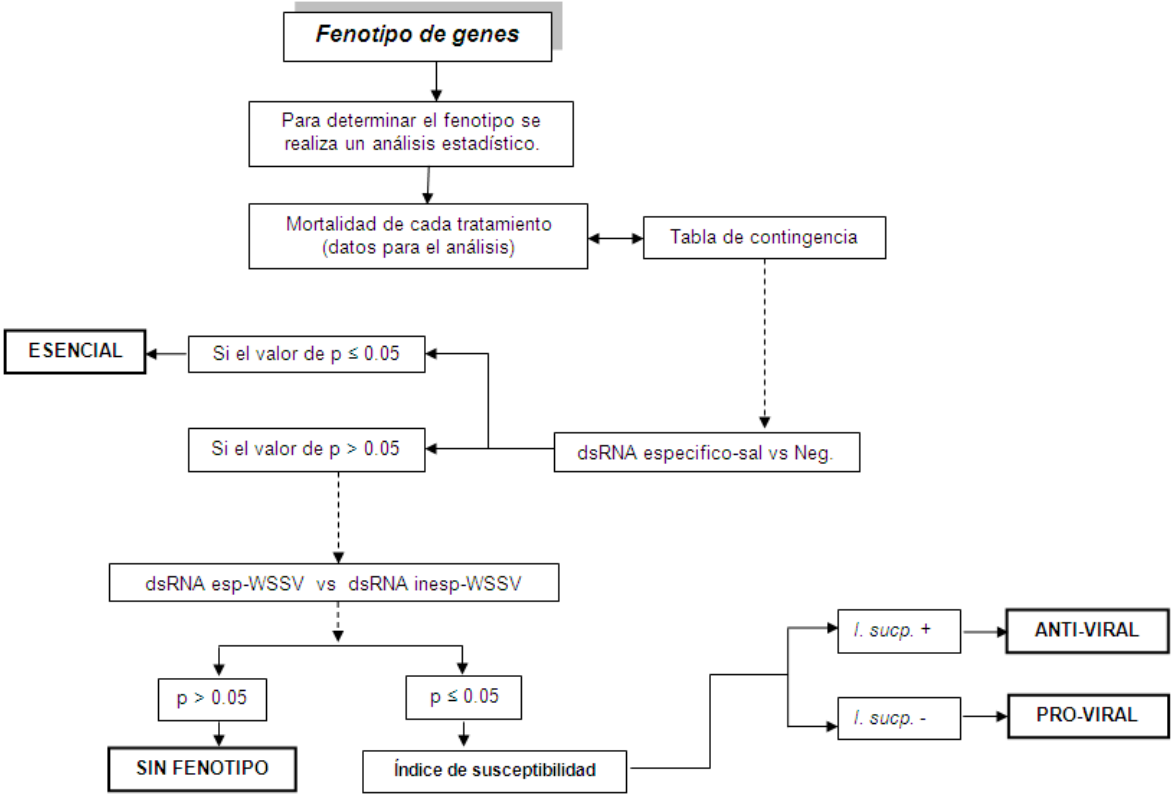 Fenotipo de genes
Para determinar el fenotipo se
realiza un análisis estadístico.
Mortalidad de cada tratamiento
(datos para el análisis)
Tabla de contingencia
ESENCIAL
Si el valor de p ≤ 0.05
Si el valor de p > 0.05
dsRNA especifico-sal vs Neg.
dsRNA esp-WSSV vs dsRNA inesp-WSSV
p > 0.05
p ≤ 0.05
SIN FENOTIPO
Índice de susceptibilidad
I. sucp. +
ANTI-VIRAL
I. sucp. -
PRO-VIRAL